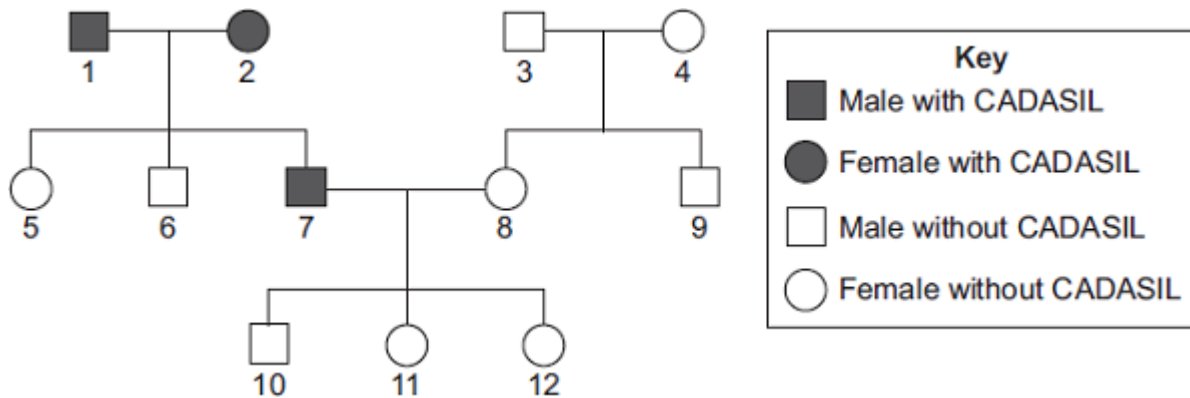 1 2 3 4
5 6 7 8 9
10 11 12
Key
Male with CADASIL
Female with CADASIL
Male without CADASIL
Female without CADASIL